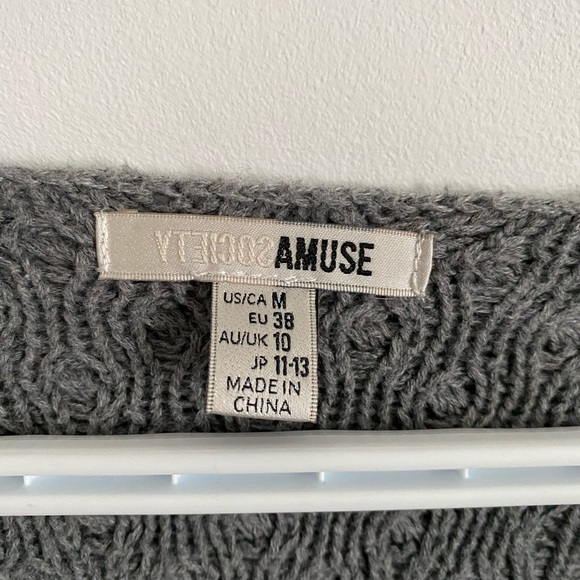 SOCIETY AMUSE
US/CA M
EU 38
AU/UK 10
JP 11-13
MADE IN
CHINA